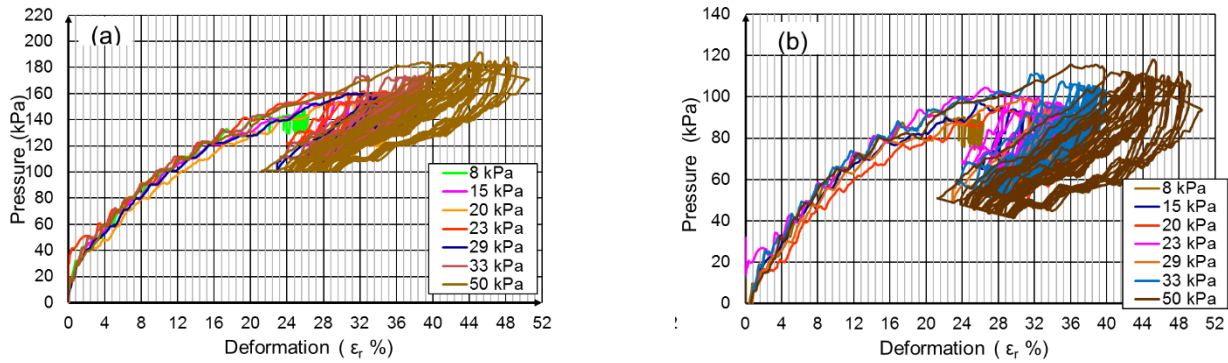 (a)
Pressure (kPa)
220
200
180
160
140
120
100
80
60
40
20
0
8 kPa
15 kPa
20 kPa
23 kPa
29 kPa
33 kPa
50 kPa
0 4 8 12 16 20 24 28 32 36 40 44 48 52
Deformation ( εr %)
(b)
Pressure (kPa)
140
120
100
80
60
40
20
0
8 kPa
15 kPa
20 kPa
23 kPa
29 kPa
33 kPa
50 kPa
0 4 8 12 16 20 24 28 32 36 40 44 48 52
Deformation ( εr %)